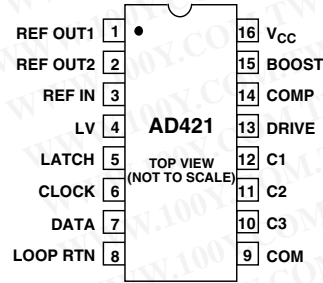 REF OUT1 1
REF OUT2 2
REF IN 3
LV 4
LATCH 5
CLOCK 6
DATA 7
LOOP RTN 8
AD421
TOP VIEW
(NOT TO SCALE)
16 VCC
15 BOOST
14 COMP
13 DRIVE
12 C1
11 C2
10 C3
9 COM